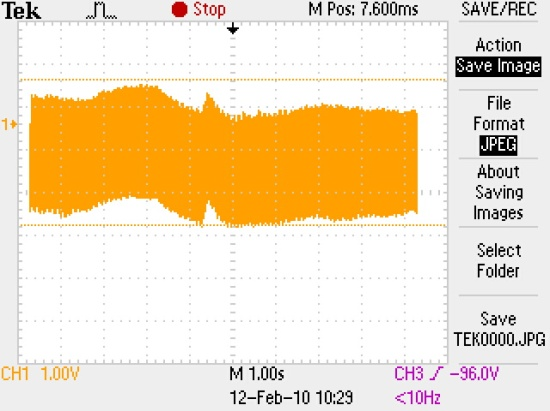 Tek Stop M Pos: 7.600ms SAVE/REC
Action
Save Image
File
Format
JPEG
About
Saving
Images
Select
Folder
Save
TEK0000.JPG
1
CH1 1.00V M 1.00s CH3 -96.0V
12-Feb-10 10:29 <10Hz